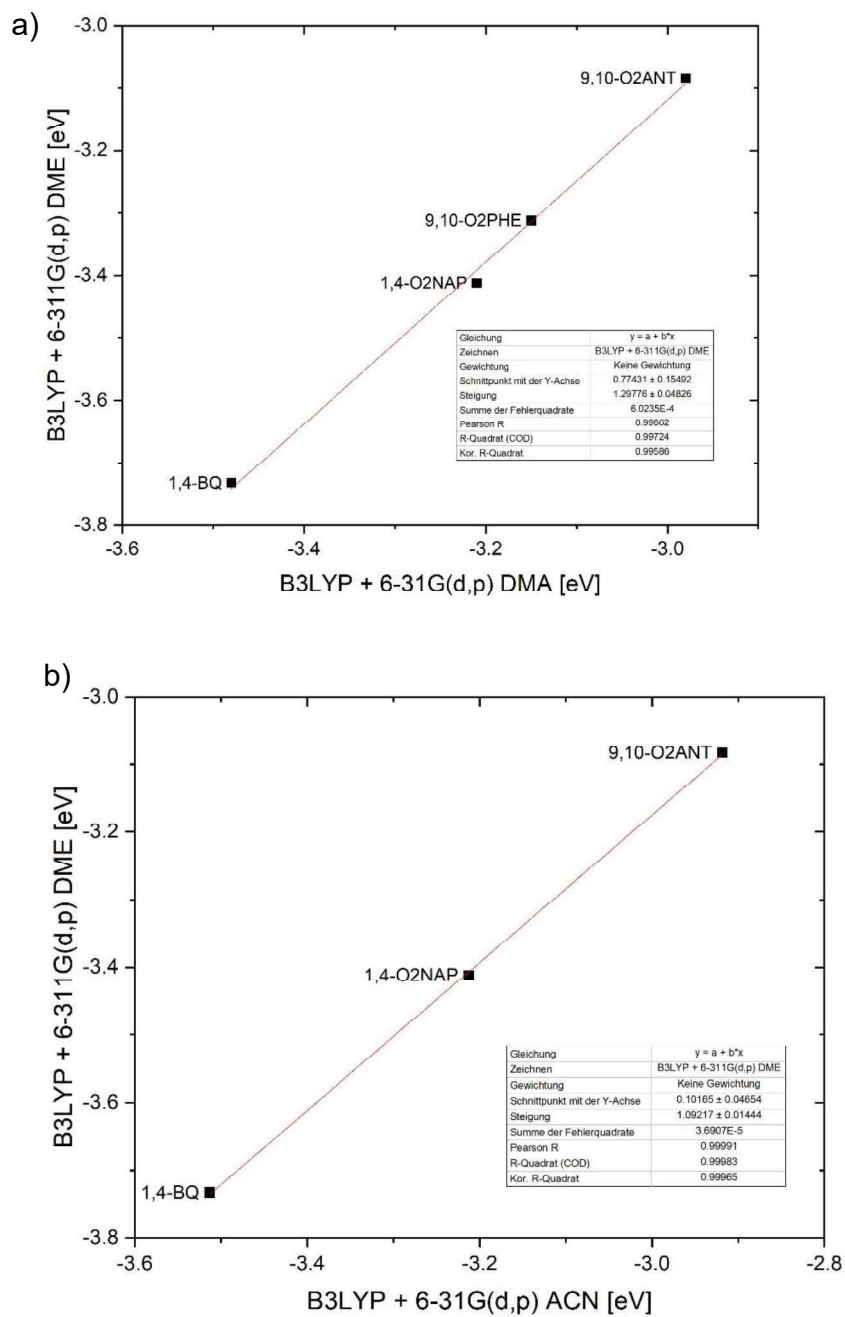 a)
-3.0
9,10-O2ANT
-3.2
9,10-O2PHE
1,4-O2NAP
-3.4
B3LYP + 6-311G(d,p) DME [eV]
Gleichung y = a + b*x
Zeichnen B3LYP + 6-311G(d,p) DME
Gewichtung Keine Gewichtung
Schnittpunkt mit der Y-Achse 0.77431 ± 0.15492
Steigung 1.29776 ± 0.04826
Summe der Fehlerquadrate 6.0235E-4
Pearson R 0.99862
R-Quadrat (COD) 0.99724
Kor. R-Quadrat 0.99586
-3.6
1,4-BQ
-3.8
-3.6 -3.4 -3.2 -3.0
B3LYP + 6-31G(d,p) DMA [eV]
b)
-3.0
9,10-O2ANT
-3.2
B3LYP + 6-311G(d,p) DME [eV]
-3.4
1,4-O2NAP
Gleichung y = a + b*x
Zeichnen B3LYP + 6-311G(d,p) DME
Gewichtung Keine Gewichtung
Schnittpunkt mit der Y-Achse 0.10165 ± 0.04654
Steigung 1.09217 ± 0.01444
Summe der Fehlerquadrate 3.6907E-5
Pearson R 0.99991
R-Quadrat (COD) 0.99983
Kor. R-Quadrat 0.99965
-3.6
1,4-BQ
-3.8
-3.6 -3.4 -3.2 -3.0 -2.8
B3LYP + 6-31G(d,p) ACN [eV]